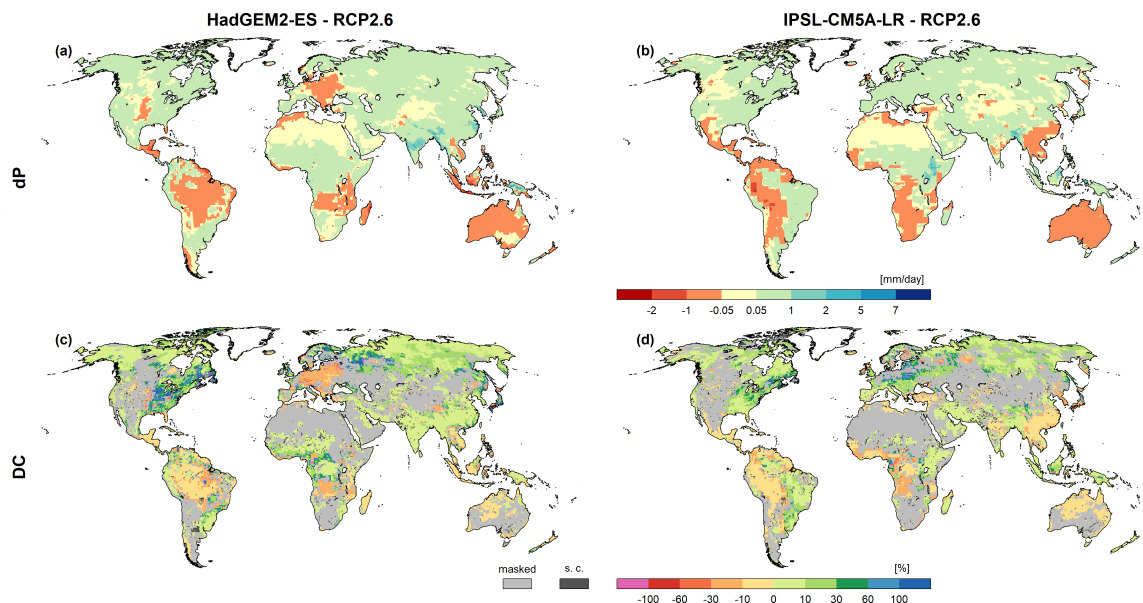 HadGEM2-ES - RCP2.6
IPSL-CM5A-LR - RCP2.6
(a)
(b)
dP
[mm/day]
-2 -1 -0.05 0.05 1 2 5 7
(c)
(d)
DC
masked
s. c.
[%]
-100 -60 -30 -10 0 10 30 60 100